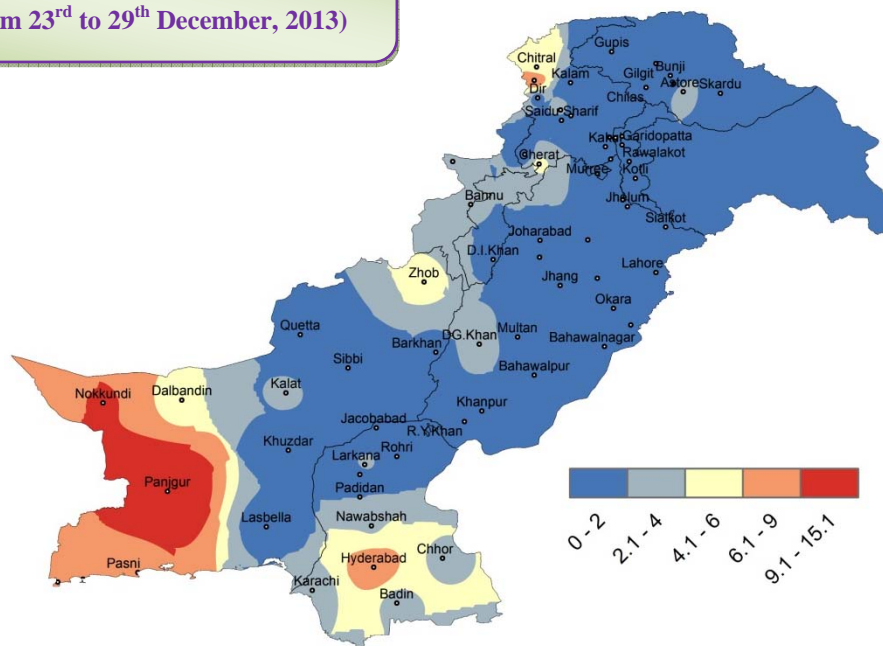 m 23rd to 29th December, 2013)
Gupis
Chitral
Bunji
Kalam
Gilgit
Astore
Skardu
Dir
Chilas
Saidu Sharif
Garidopatta
Cherat
Rawalakot
Murree
Kotli
Bannu
Jhelum
Sialkot
Joharabad
D.I.Khan
Lahore
Zhob
Jhang
Okara
Quetta
DG.Khan
Multan
Barkhan
Bahawalnagar
Sibbi
Bahawalpur
Nokkundi
Dalbandin
Kalat
Khanpur
Jacobabad
R.Y.Khan
Khuzdar
Larkana
Rohri
Panjgur
Padidan
Lasbella
Nawabshah
Pasni
Hyderabad
Chhor
Karachi
Badin
0 - 2
2.1 - 4
4.1 - 6
6.1 - 9
9.1 - 15.1